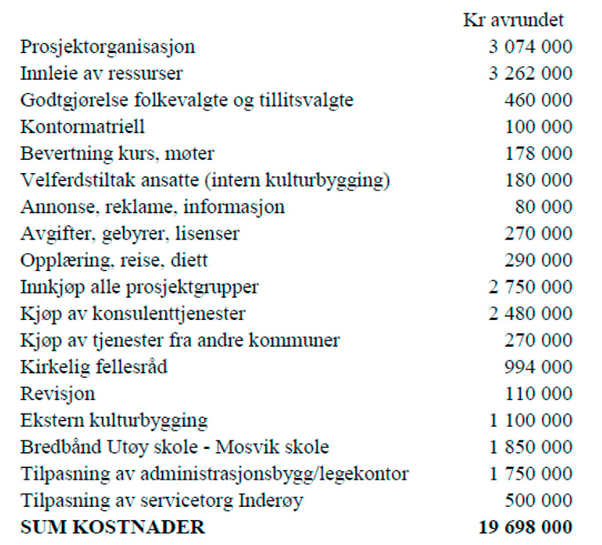 Kr avrundet
Prosjektorganisasjon 3 074 000
Innleie av ressurser 3 262 000
Godtgjørelse folkevalgte og tillitsvalgte 460 000
Kontormatriell 100 000
Bevertning kurs, møter 178 000
Velferdstiltak ansatte (intern kulturbygging) 180 000
Annonse, reklame, informasjon 80 000
Avgifter, gebyrer, lisenser 270 000
Opplæring, reise, diett 290 000
Innkjøp alle prosjektgrupper 2 750 000
Kjøp av konsulenttjenester 2 480 000
Kjøp av tjenester fra andre kommuner 270 000
Kirkelig fellesråd 994 000
Revisjon 110 000
Ekstern kulturbygging 1 100 000
Bredbånd Utøy skole - Mosvik skole 1 850 000
Tilpasning av administrasjonsbygg/legekontor 1 750 000
Tilpasning av servicetorg Inderøy 500 000
SUM KOSTNADER 19 698 000